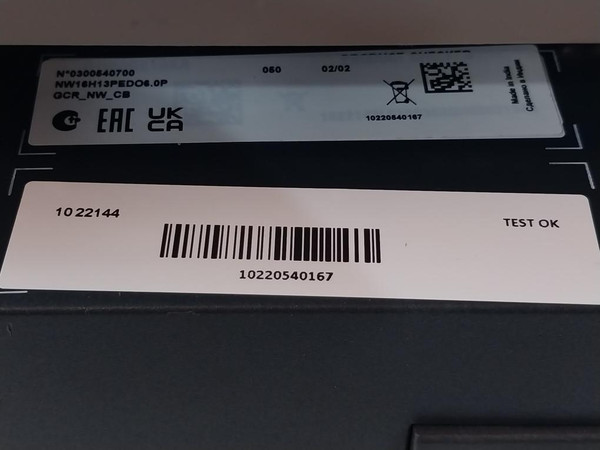 N°0300540700 050 02/02
NW16H13PEDO6.0P
GCR_NW_CB
EAC UK
CA
10220540167
Made in India
Сделано в Индии
10 22144 TEST OK
10220540167